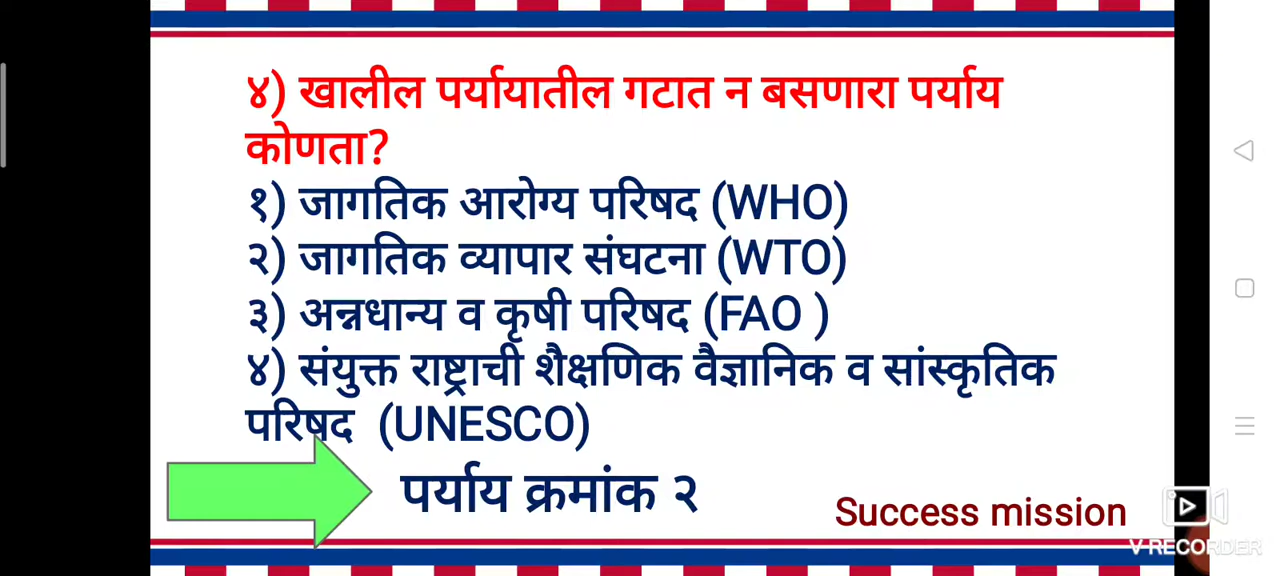 ४) खालील पर्यायातील गटात न बसणारा पर्याय
कोणता?
१) जागतिक आरोग्य परिषद (WHO)
२) जागतिक व्यापार संघटना (WTO)
३) अन्नधान्य व कृषी परिषद (FAO )
४) संयुक्त राष्ट्राची शैक्षणिक वैज्ञानिक व सांस्कृतिक
परिषद (UNESCO)
पर्याय क्रमांक २
Success mission
V RECORDER